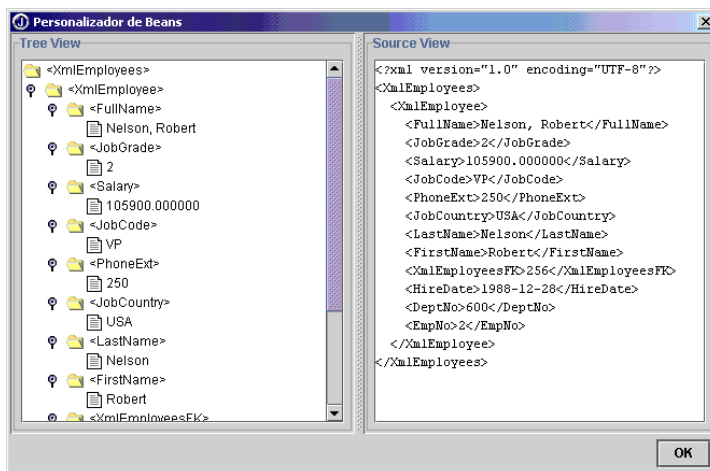 Personalizador de Beans
Tree View
<XmlEmployees>
<XmlEmployee>
<FullName>
Nelson, Robert
<JobGrade>
2
<Salary>
105900.000000
<JobCode>
VP
<PhoneExt>
250
<JobCountry>
USA
<LastName>
Nelson
<FirstName>
Robert
<XmlEmployeesFK>
Source View
<?xml version="1.0" encoding="UTF-8"?>
<XmlEmployees>
<XmlEmployee>
<FullName>Nelson, Robert</FullName>
<JobGrade>2</JobGrade>
<Salary>105900.000000</Salary>
<JobCode>VP</JobCode>
<PhoneExt>250</PhoneExt>
<JobCountry>USA</JobCountry>
<LastName>Nelson</LastName>
<FirstName>Robert</FirstName>
<XmlEmployeesFK>256</XmlEmployeesFK>
<HireDate>1988-12-28</HireDate>
<DeptNo>600</DeptNo>
<EmpNo>2</EmpNo>
</XmlEmployee>
</XmlEmployees>
OK